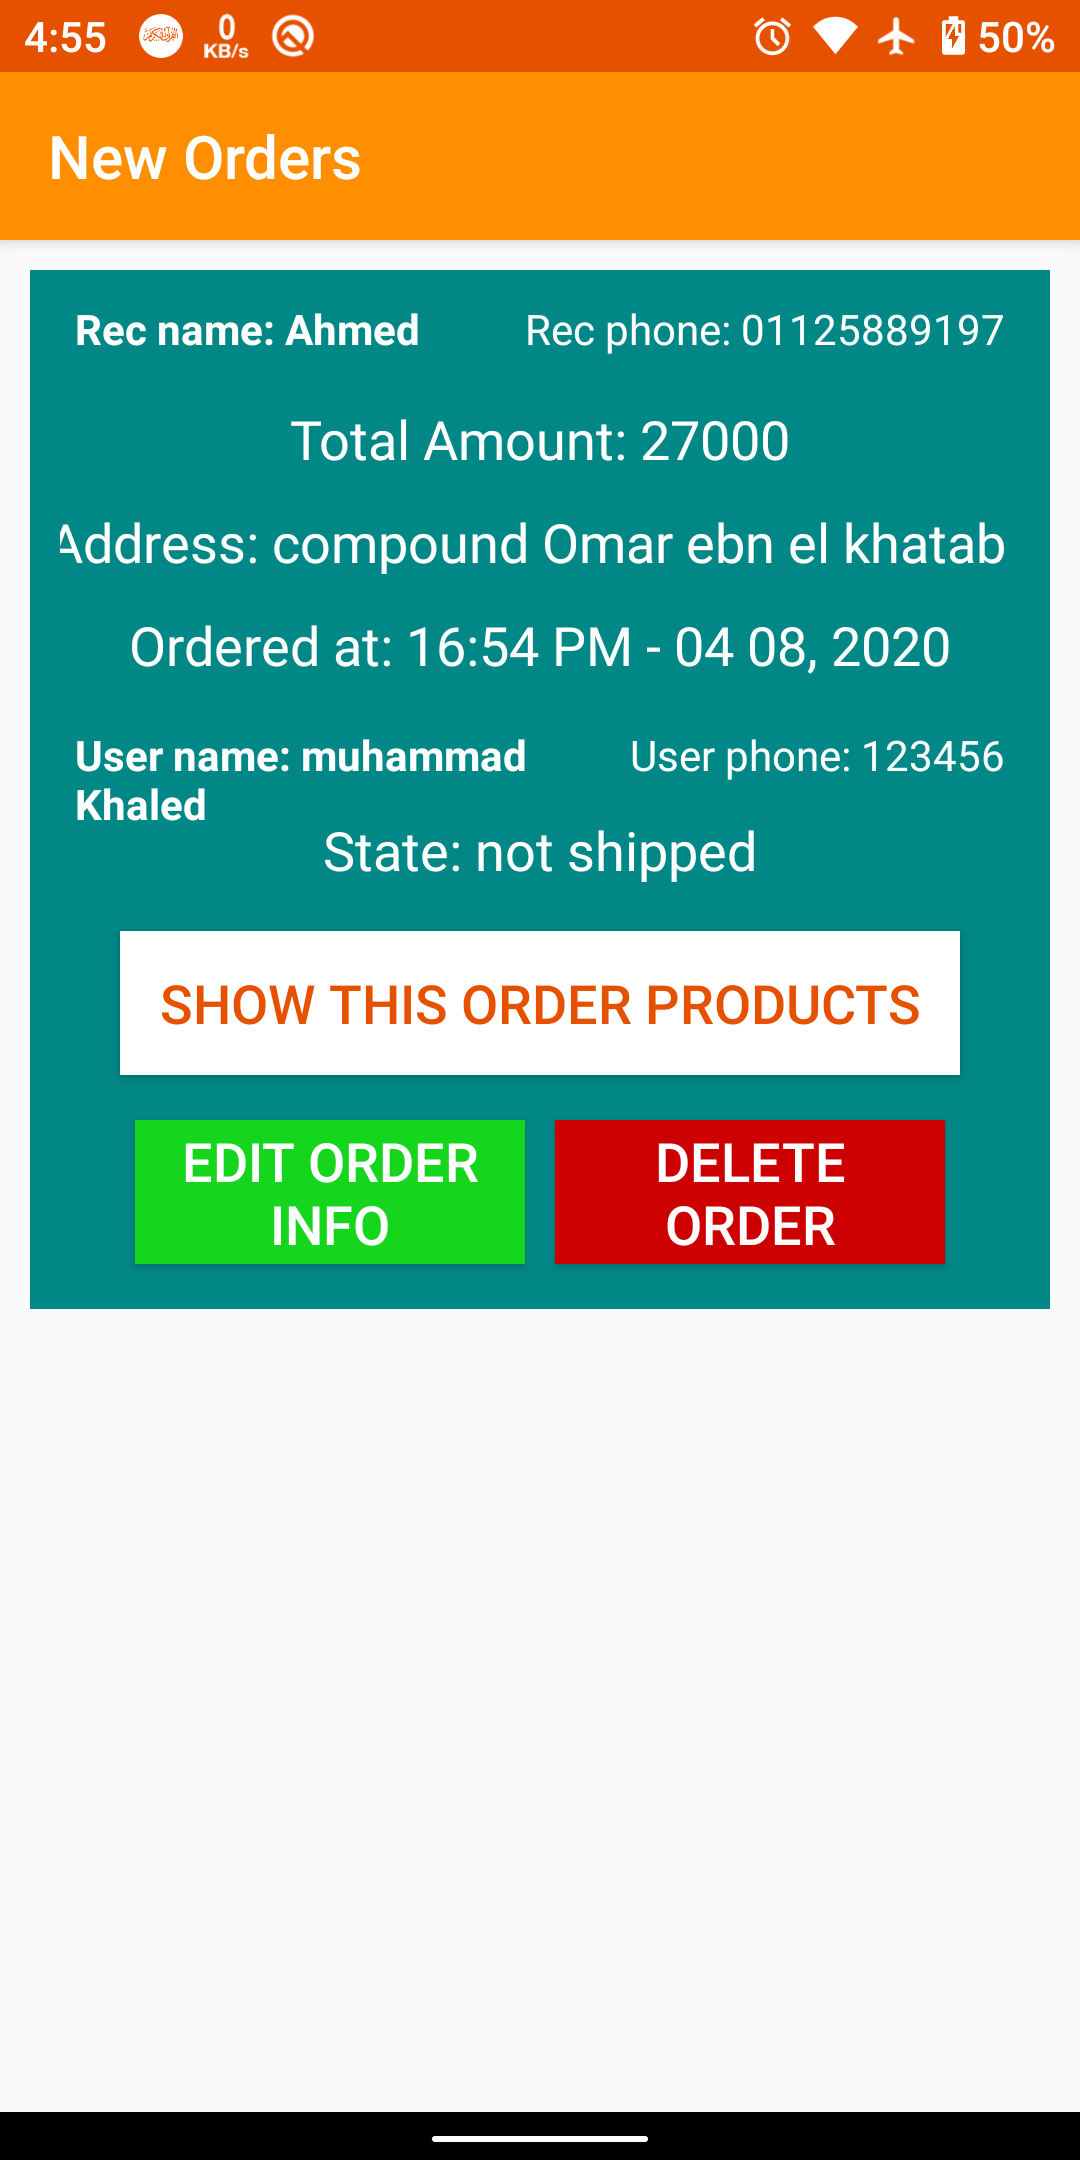 4:55 0 KB/s 50%
New Orders
Rec name: Ahmed Rec phone: 01125889197
Total Amount: 27000
Address: compound Omar ebn el khatab
Ordered at: 16:54 PM - 04 08, 2020
User name: muhammad User phone: 123456
Khaled
State: not shipped
SHOW THIS ORDER PRODUCTS
EDIT ORDER
INFO
DELETE
ORDER